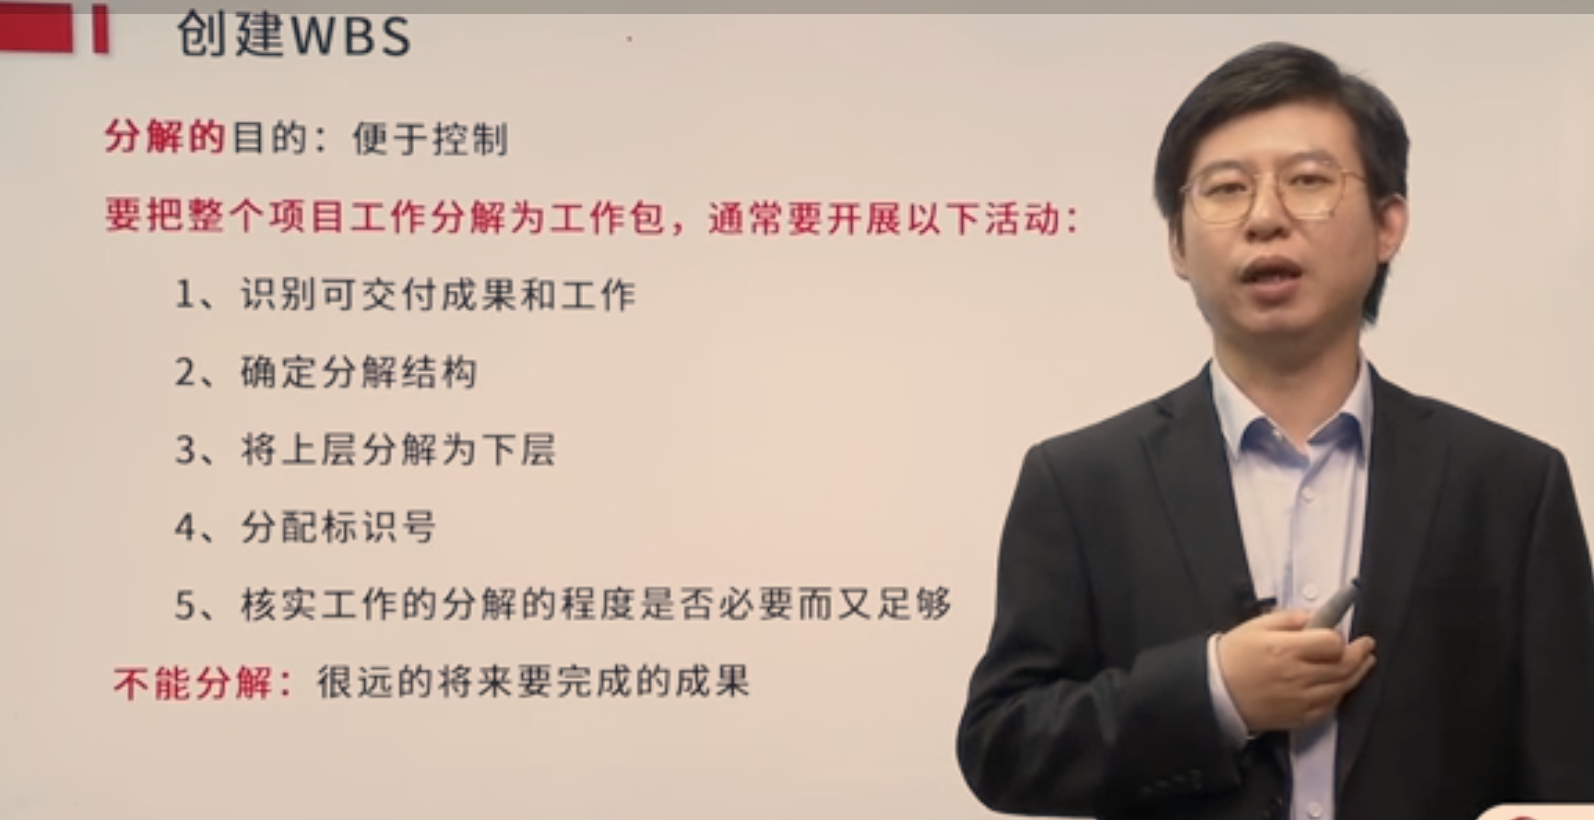 创建WBS
分解的目的：便于控制
要把整个项目工作分解为工作包，通常要开展以下活动：
1、识别可交付成果和工作
2、确定分解结构
3、将上层分解为下层
4、分配标识号
5、核实工作的分解的程度是否必要而又足够
不能分解：很远的将来要完成的成果